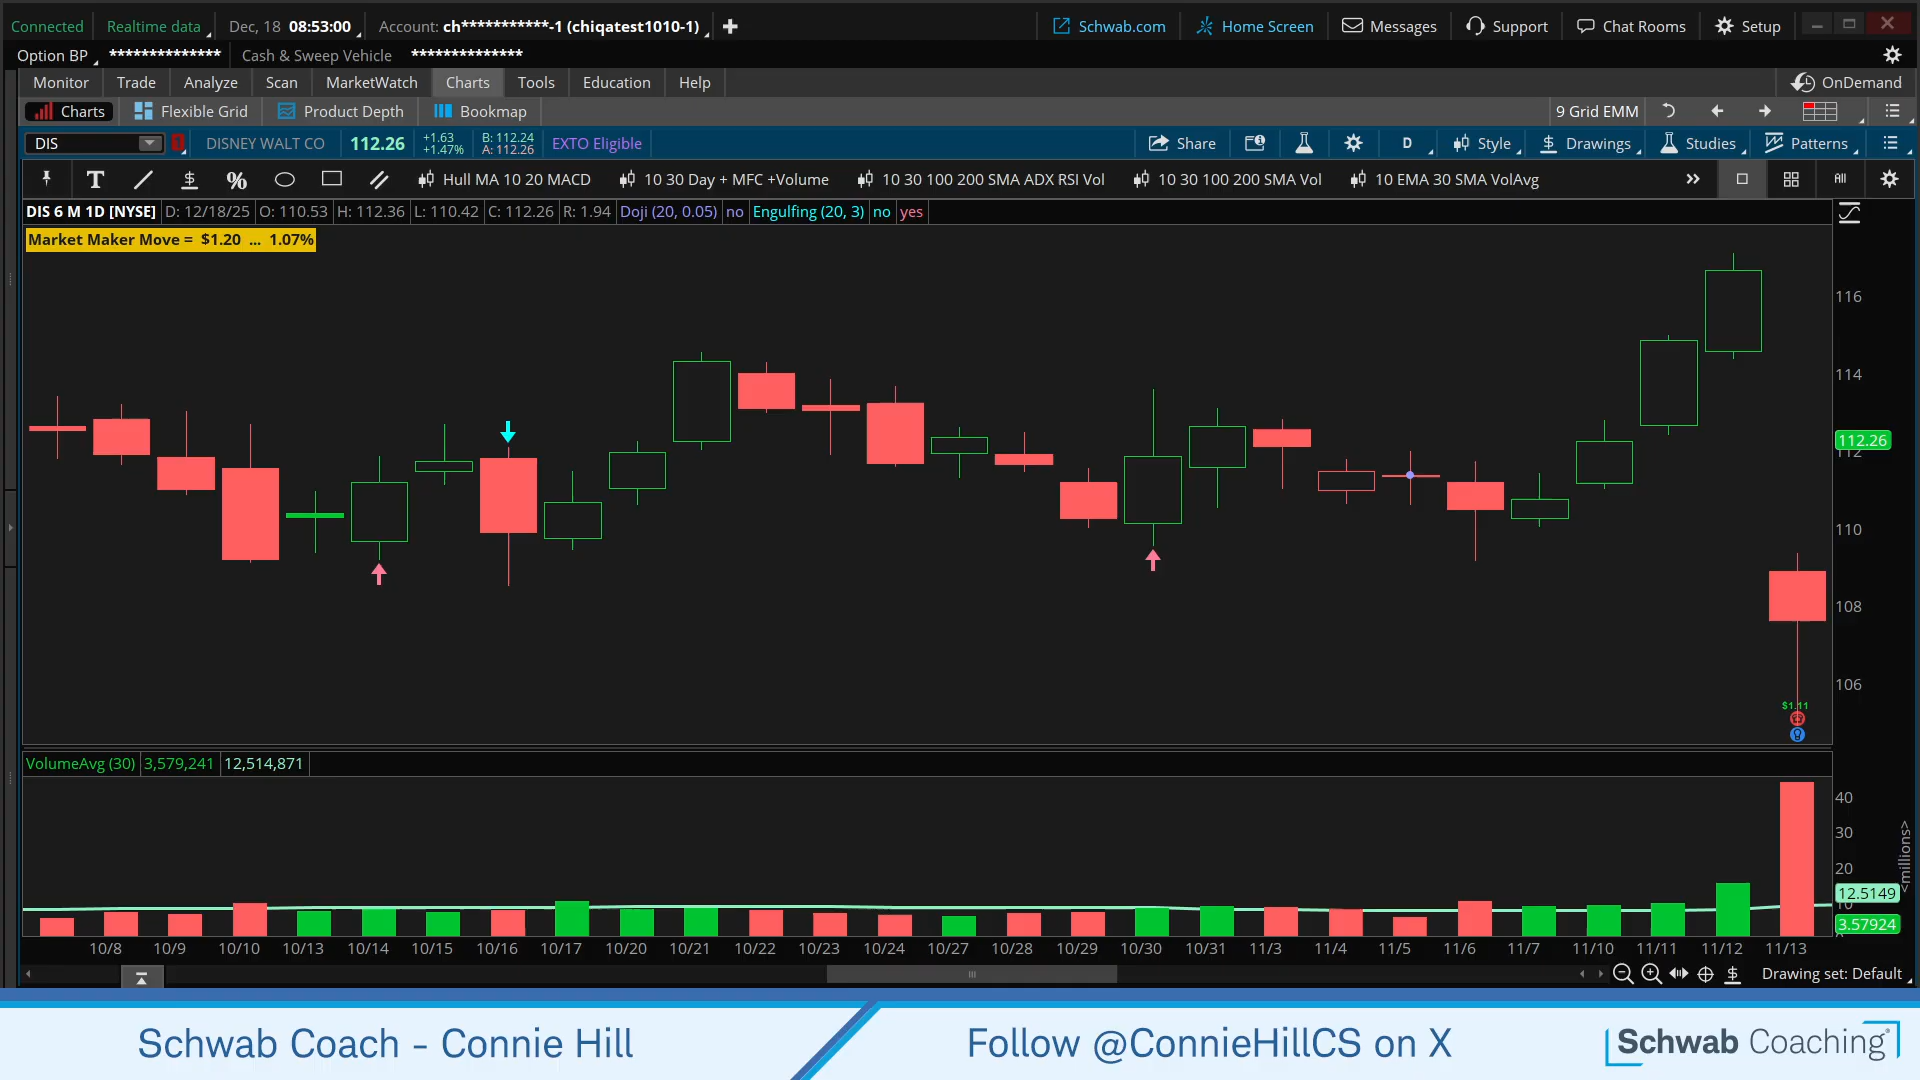 Connected Realtime data Dec, 18 08:53:00 Account: ch***********-1 (chiqatest1010-1) Schwab.com Home Screen Messages Support Chat Rooms Setup
Option BP ************** Cash & Sweep Vehicle **************
Monitor Trade Analyze Scan MarketWatch Charts Tools Education Help OnDemand
Charts Flexible Grid Product Depth Bookmap 9 Grid EMM
DIS 1 DISNEY WALT CO 112.26 +1.63 B: 112.24 EXTO Eligible Share D Style Drawings Studies Patterns
+1.47% A: 112.26
T $ % Hull MA 10 20 MACD 10 30 Day + MFC +Volume 10 30 100 200 SMA ADX RSI Vol 10 30 100 200 SMA Vol 10 EMA 30 SMA VolAvg All
DIS 6 M 1D [NYSE] D: 12/18/25 O: 110.53 H: 112.36 L: 110.42 C: 112.26 R: 1.94 Doji (20, 0.05) no Engulfing (20, 3) no yes
Market Maker Move = $1.20 ... 1.07%
116
114
112.26
112
110
108
106
$1.11
VolumeAvg (30) 3,579,241 12,514,871
40
30
20
12.5149
10
3.57924
<millions>
10/8 10/9 10/10 10/13 10/14 10/15 10/16 10/17 10/20 10/21 10/22 10/23 10/24 10/27 10/28 10/29 10/30 10/31 11/3 11/4 11/5 11/6 11/7 11/10 11/11 11/12 11/13
Drawing set: Default
Schwab Coach - Connie Hill Follow @ConnieHillCS on X Schwab Coaching